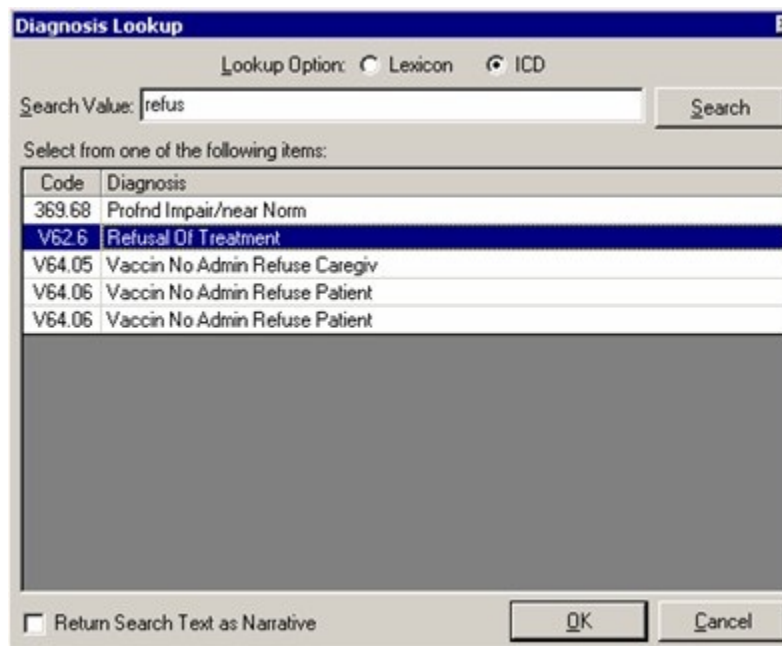 Diagnosis Lookup
Lookup Option: Lexicon ICD
Search Value: refus Search
Select from one of the following items:
Code Diagnosis
369.68 Profnd Impair/near Norm
V62.6 Refusal Of Treatment
V64.05 Vaccin No Admin Refuse Caregiv
V64.06 Vaccin No Admin Refuse Patient
V64.06 Vaccin No Admin Refuse Patient
Return Search Text as Narrative OK Cancel